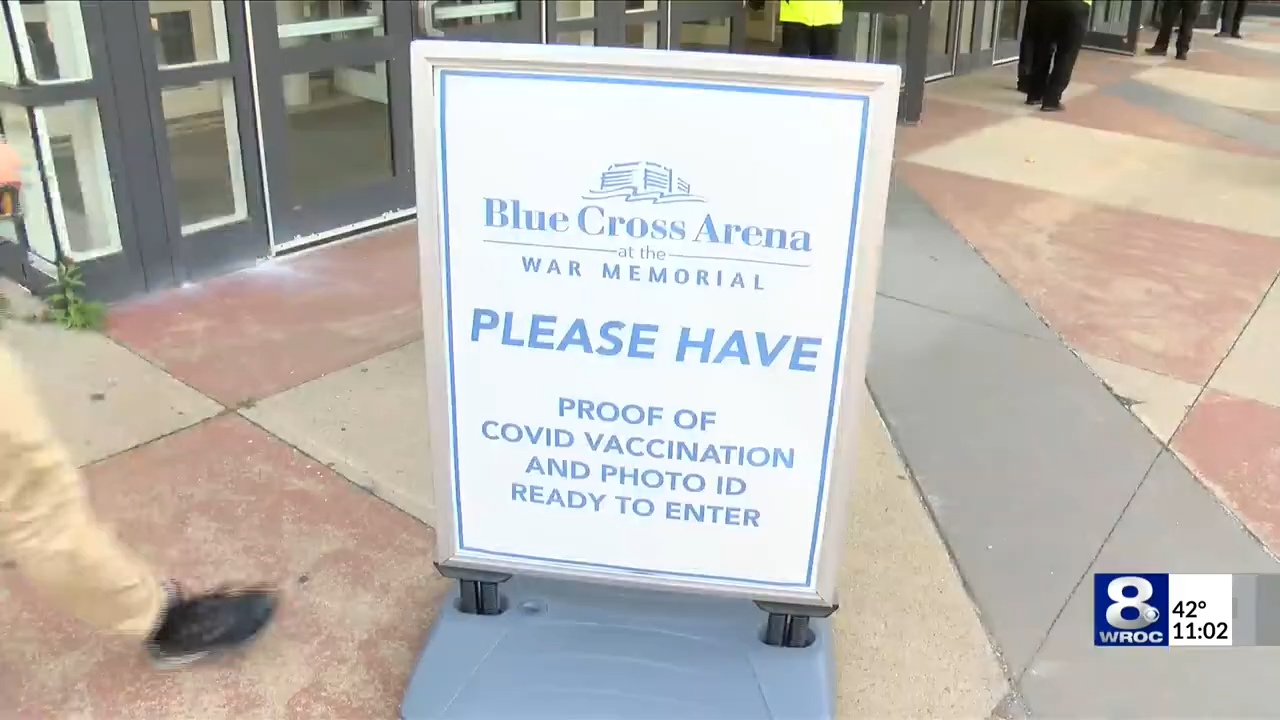 Blue Cross Arena
at the
WAR MEMORIAL
PLEASE HAVE
PROOF OF
COVID VACCINATION
AND PHOTO ID
READY TO ENTER
8
WROC
42°
11:02